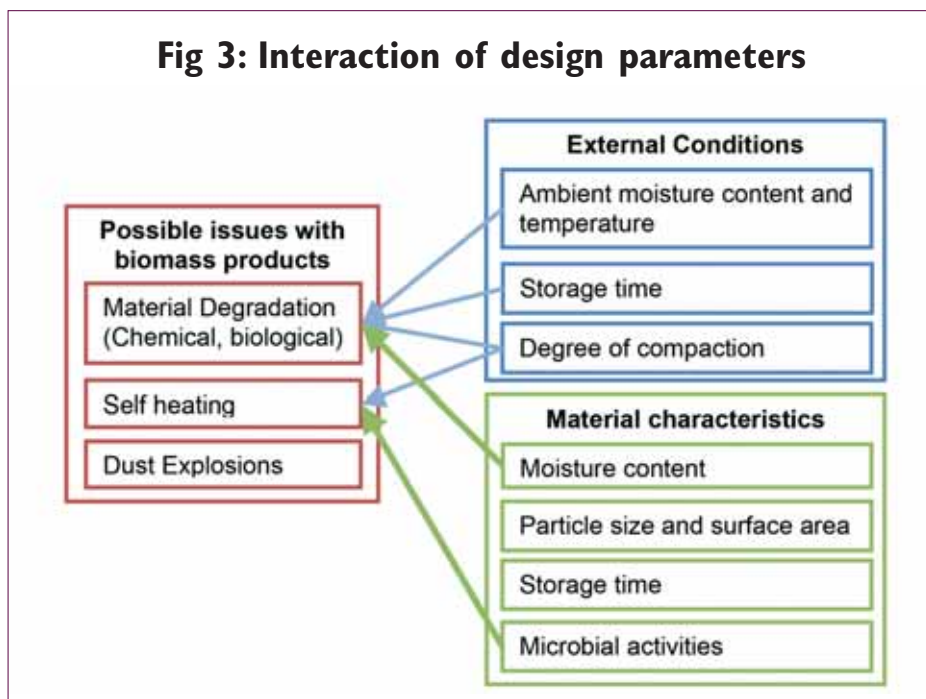 Fig 3: Interaction of design parameters
Possible issues with
biomass products
Material Degradation
(Chemical, biological)
Self heating
Dust Explosions
External Conditions
Ambient moisture content and
temperature
Storage time
Degree of compaction
Material characteristics
Moisture content
Particle size and surface area
Storage time
Microbial activities